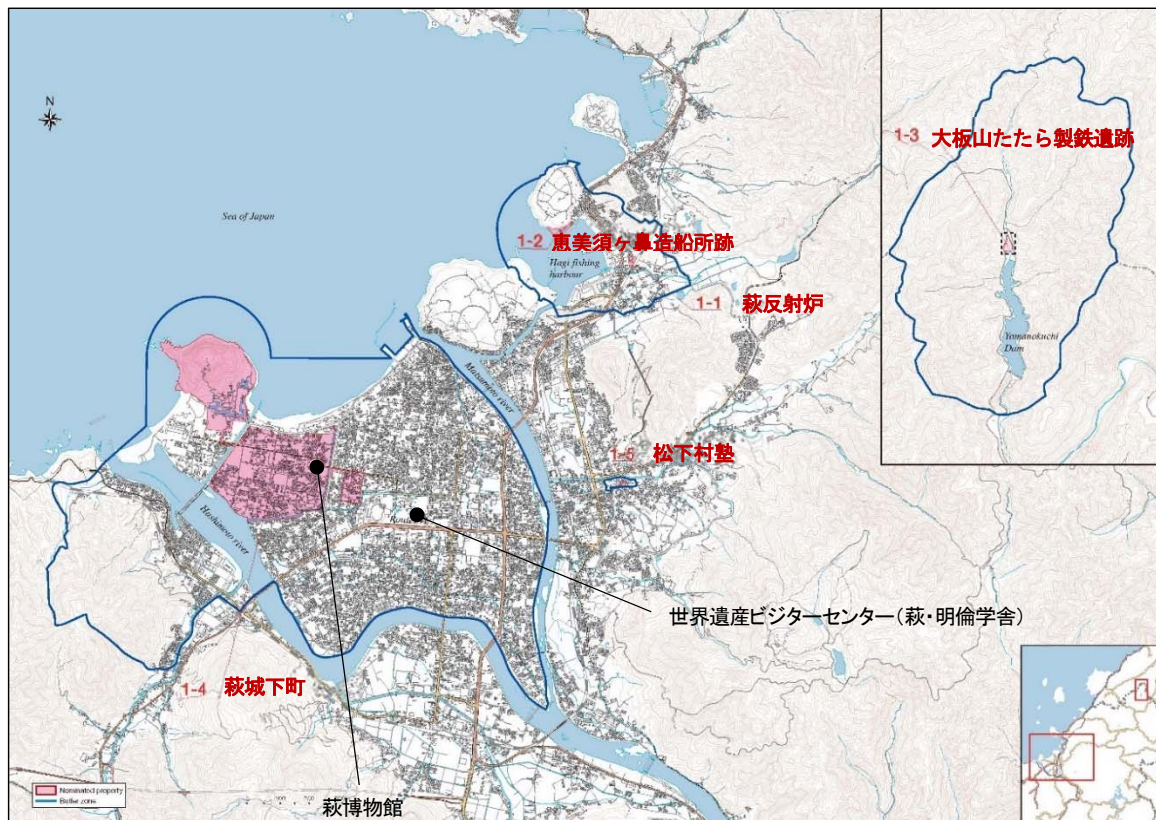 N
Sea of Japan
1-3 大板山たたら製鉄遺跡
Yamanokuchi
Dam
1-2 恵美須ヶ鼻造船所跡
Hagi fishing
harbour
1-1 萩反射炉
Matsumoto river
1-5 松下村塾
Hashimoto river
世界遺産ビジターセンター(萩・明倫学舎)
1-4 萩城下町
萩博物館
Nominated property
Buffer zone